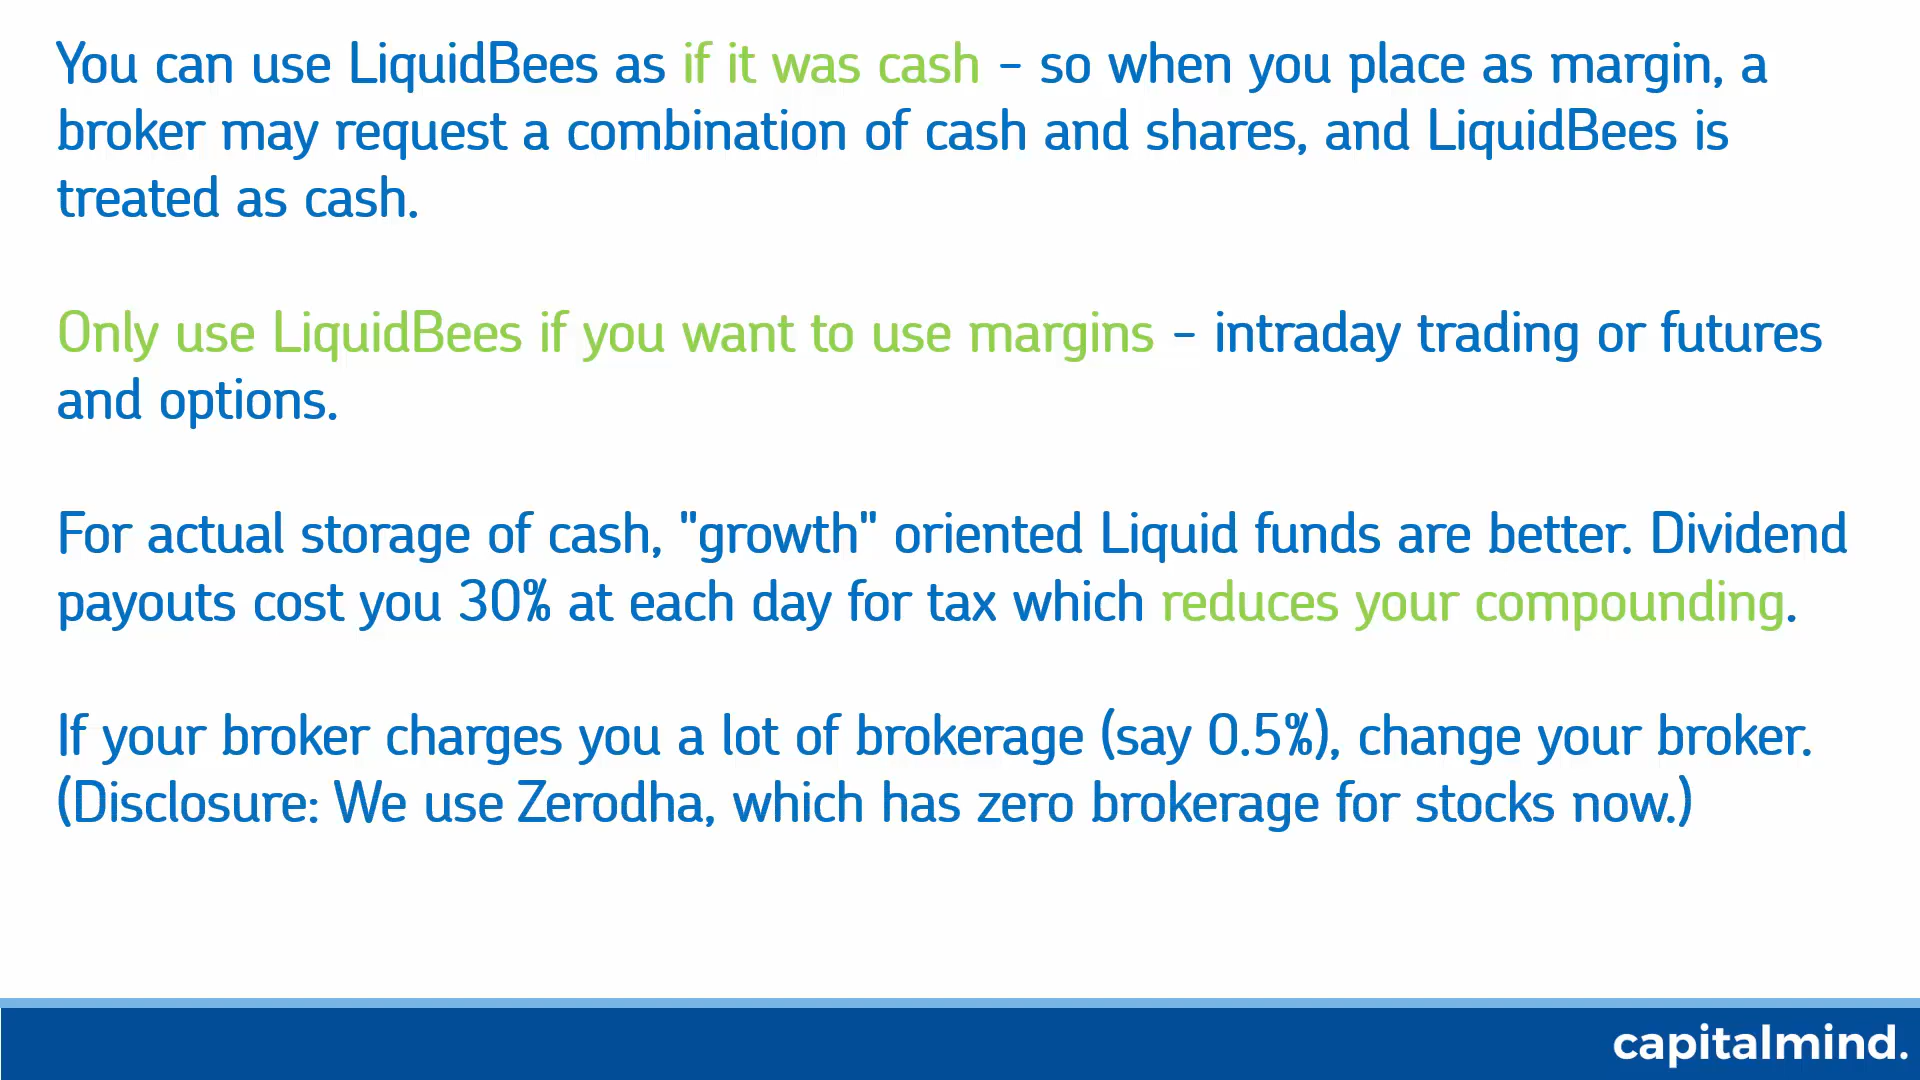 You can use LiquidBees as if it was cash – so when you place as margin, a
broker may request a combination of cash and shares, and LiquidBees is
treated as cash.
Only use LiquidBees if you want to use margins – intraday trading or futures
and options.
For actual storage of cash, "growth" oriented Liquid funds are better. Dividend
payouts cost you 30% at each day for tax which reduces your compounding.
If your broker charges you a lot of brokerage (say 0.5%), change your broker.
(Disclosure: We use Zerodha, which has zero brokerage for stocks now.)
capitalmind.